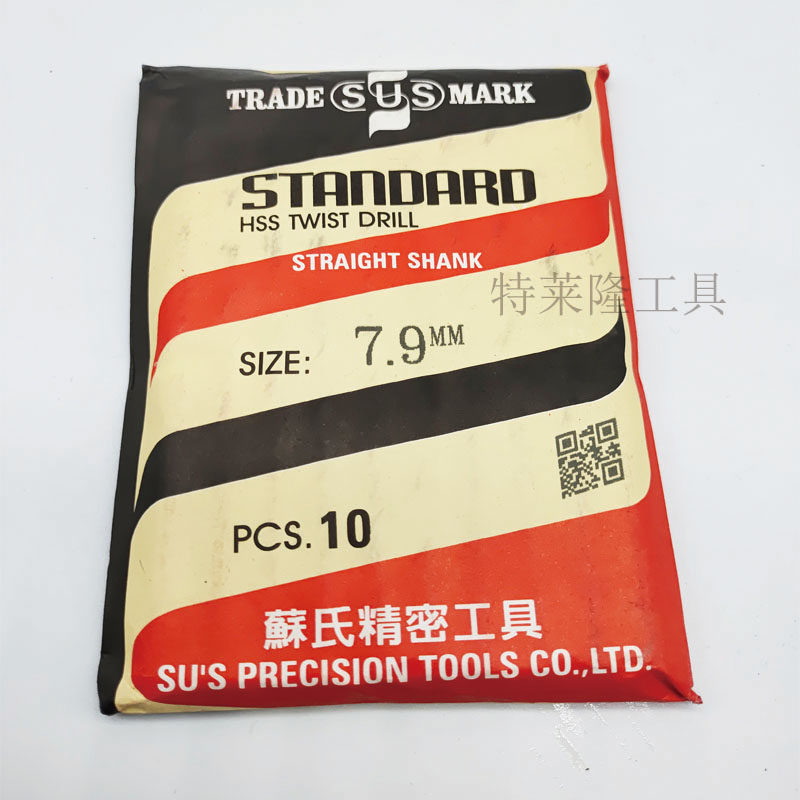 TRADE SUS MARK
STANDARD
HSS TWIST DRILL
STRAIGHT SHANK
特莱隆工具
SIZE: 7.9MM
PCS. 10
蘇氏精密工具
SU'S PRECISION TOOLS CO.,LTD.